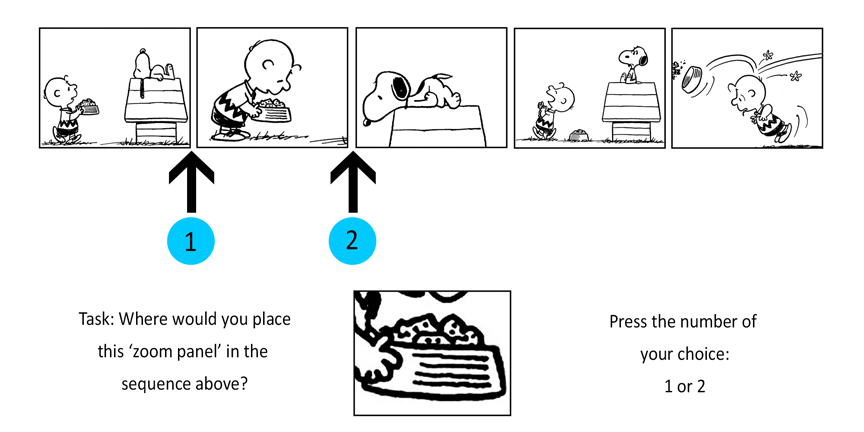 1
2
Task: Where would you place
this ‘zoom panel’ in the
sequence above?
Press the number of
your choice:
1 or 2